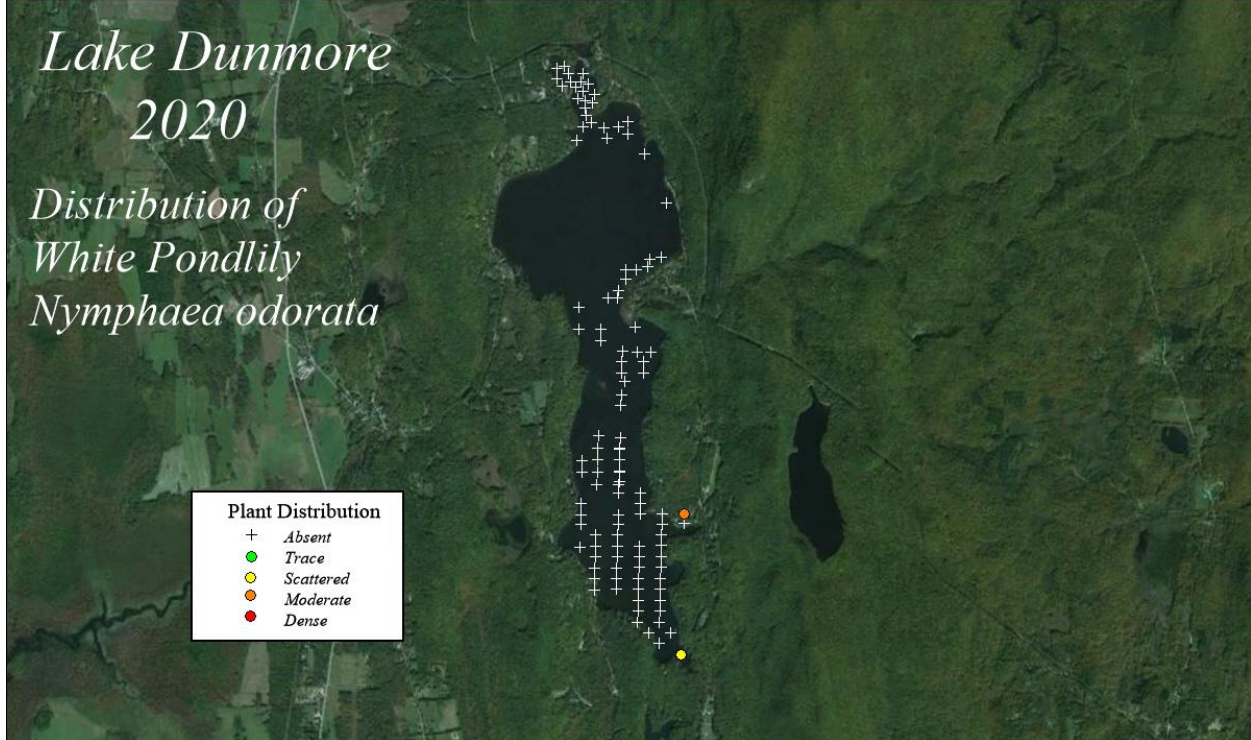 Lake Dunmore
2020
Distribution of
White Pondlily
Nymphaea odorata
Plant Distribution
Absent
Trace
Scattered
Moderate
Dense